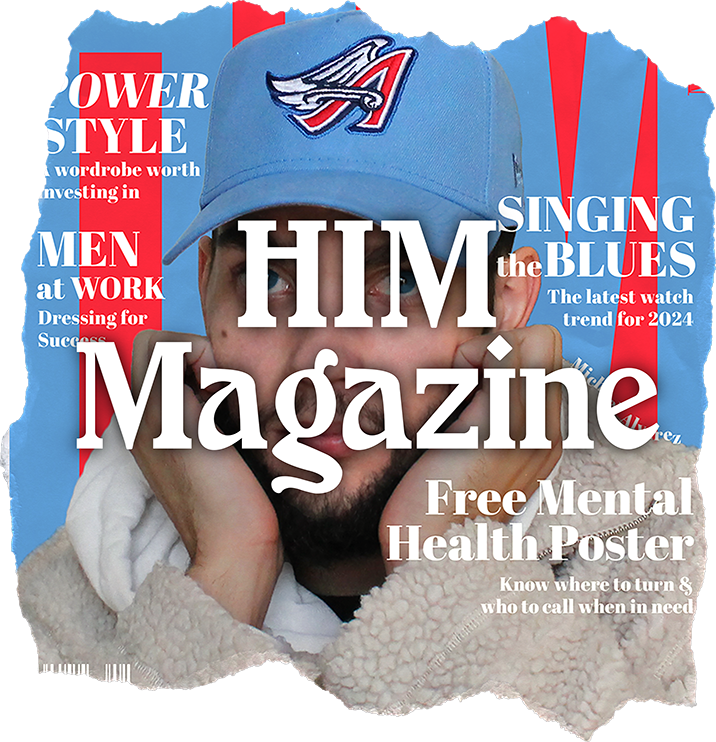 POWER
STYLE
A wordrobe worth
investing in
MEN
at WORK
Dressing for
Success
HIM
Magazine
SINGING
the BLUES
The latest watch
trend for 2024
Free Mental
Health Poster
Know where to turn &
who to call when in need